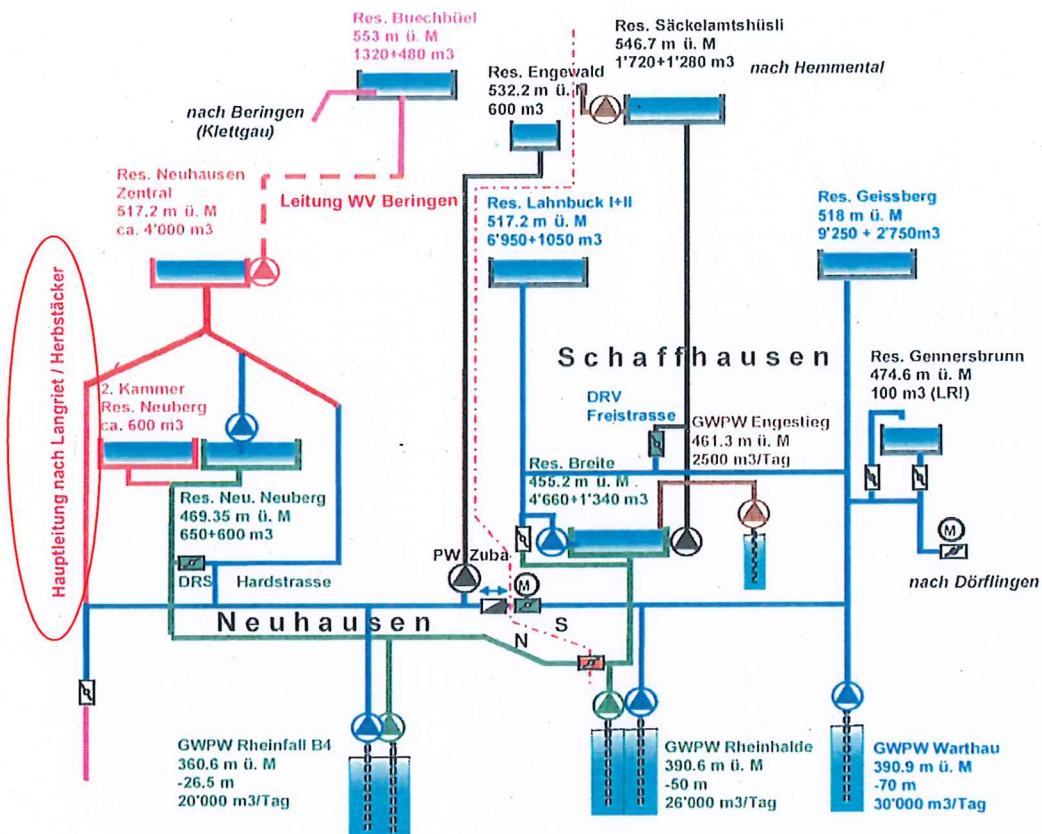 Res. Buechbüel
553 m ü. M
1320+480 m3
Res. Säckelamtshüsli
546.7 m ü. M
1'720+1'280 m3
nach Hemmental
Res. Engewald
532.2 m ü. M
600 m3
nach Beringen
(Klettgau)
Res. Neuhausen
Zentral
517.2 m ü. M
ca. 4'000 m3
Leitung WV Beringen
Res. Lahnbuck I+II
517.2 m ü. M
6'950+1050 m3
Res. Geissberg
518 m ü. M
9'250 + 2'750m3
Hauptleitung nach Langriet / Herbstäcker
Schaffhausen
2. Kammer
Res. Neuberg
ca. 600 m3
DRV
Freistrasse
GWPW Engestieg
461.3 m ü. M
2500 m3/Tag
Res. Gennersbrunn
474.6 m ü. M
100 m3 (LR!)
Res. Breite
455.2 m ü. M
4'660+1'340 m3
Res. Neu. Neuberg
469.35 m ü. M
650+600 m3
DRS
Hardstrasse
PW Zuba
M
M
nach Dörflingen
Neuhausen
N
S
GWPW Rheinfall B4
360.6 m ü. M
-26.5 m
20'000 m3/Tag
GWPW Rheinhalde
390.6 m ü. M
-50 m
26'000 m3/Tag
GWPW Warthau
390.9 m ü. M
-70 m
30'000 m3/Tag